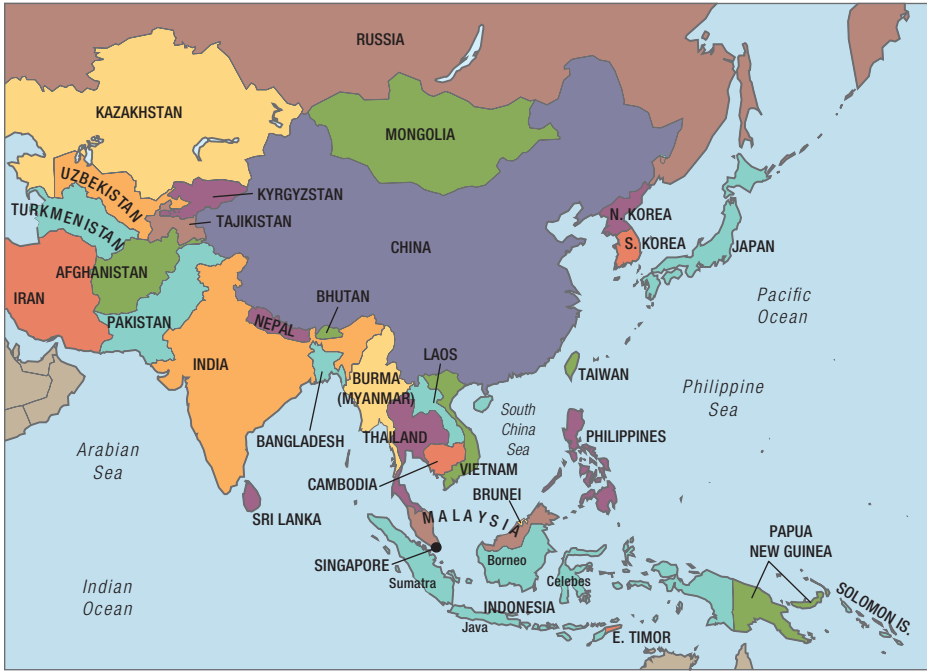 RUSSIA
KAZAKHSTAN
MONGOLIA
UZBEKISTAN
KYRGYZSTAN
TURKMENISTAN
TAJIKISTAN
N. KOREA
S. KOREA
JAPAN
CHINA
AFGHANISTAN
IRAN
PAKISTAN
NEPAL
BHUTAN
Pacific
Ocean
INDIA
LAOS
TAIWAN
BURMA
(MYANMAR)
Philippine
Sea
South
China
Sea
BANGLADESH
THAILAND
PHILIPPINES
Arabian
Sea
CAMBODIA
VIETNAM
BRUNEI
SRI LANKA
MALAYSIA
PAPUA
NEW GUINEA
SINGAPORE
Borneo
Sumatra
Celebes
Indian
Ocean
INDONESIA
SOLOMON IS.
Java
E. TIMOR